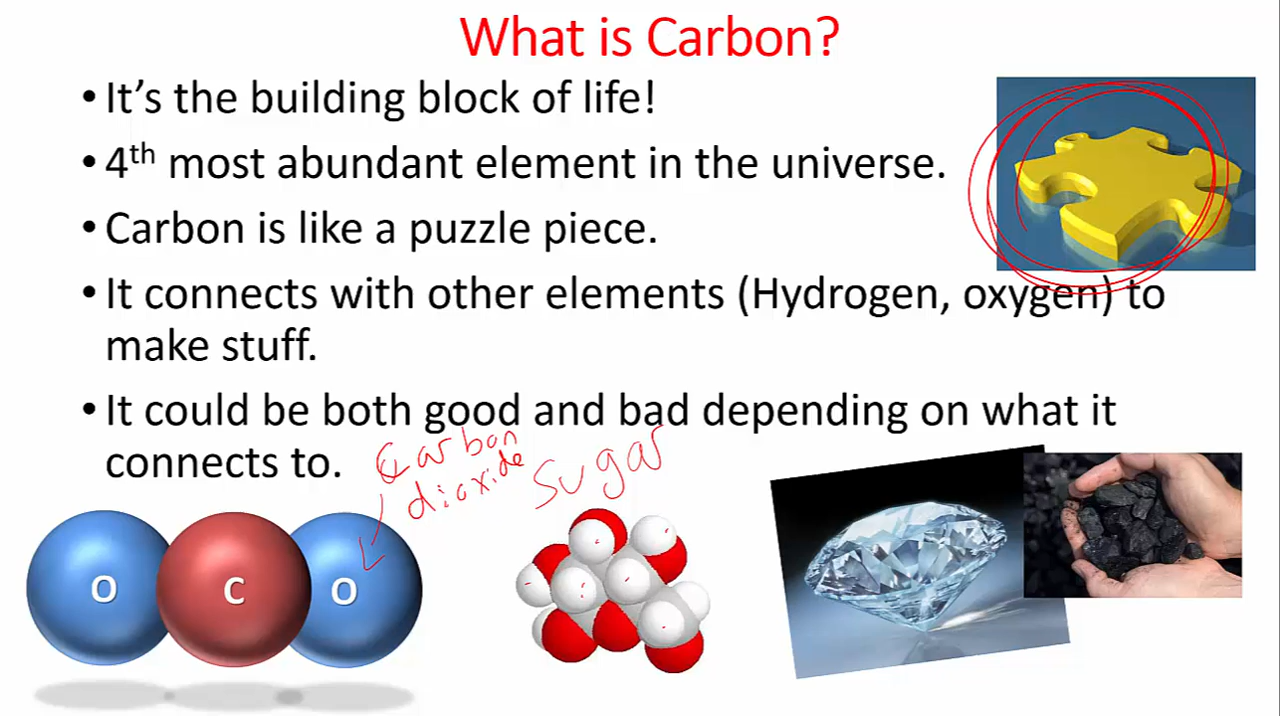 What is Carbon?
• It's the building block of life!
• 4th most abundant element in the universe.
• Carbon is like a puzzle piece.
• It connects with other elements (Hydrogen, oxygen) to
make stuff.
• It could be both good and bad depending on what it
connects to.
Carbon
dioxide
Sugar
O C O